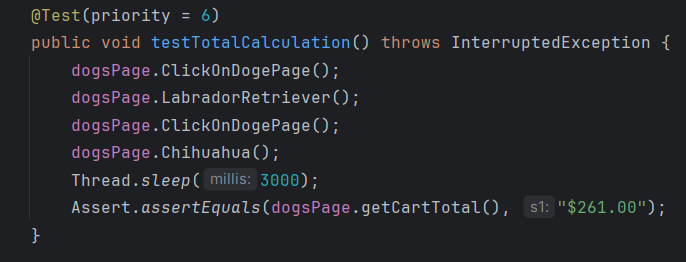 @Test(priority = 6)
public void testTotalCalculation() throws InterruptedException {
dogsPage.ClickOnDogePage();
dogsPage.LabradorRetriever();
dogsPage.ClickOnDogePage();
dogsPage.Chihuahua();
Thread.sleep( millis: 3000);
Assert.assertEquals(dogsPage.getCartTotal(), s1: "$261.00");
}